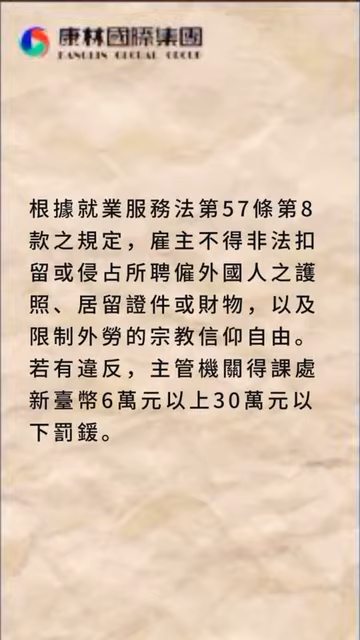 康林國際集團
KANGLIN GLOBAL GROUP
根據就業服務法第57條第8
款之規定，雇主不得非法扣
留或侵占所聘僱外國人之護
照、居留證件或財物，以及
限制外勞的宗教信仰自由。
若有違反，主管機關得課處
新臺幣6萬元以上30萬元以
下罰鍰。